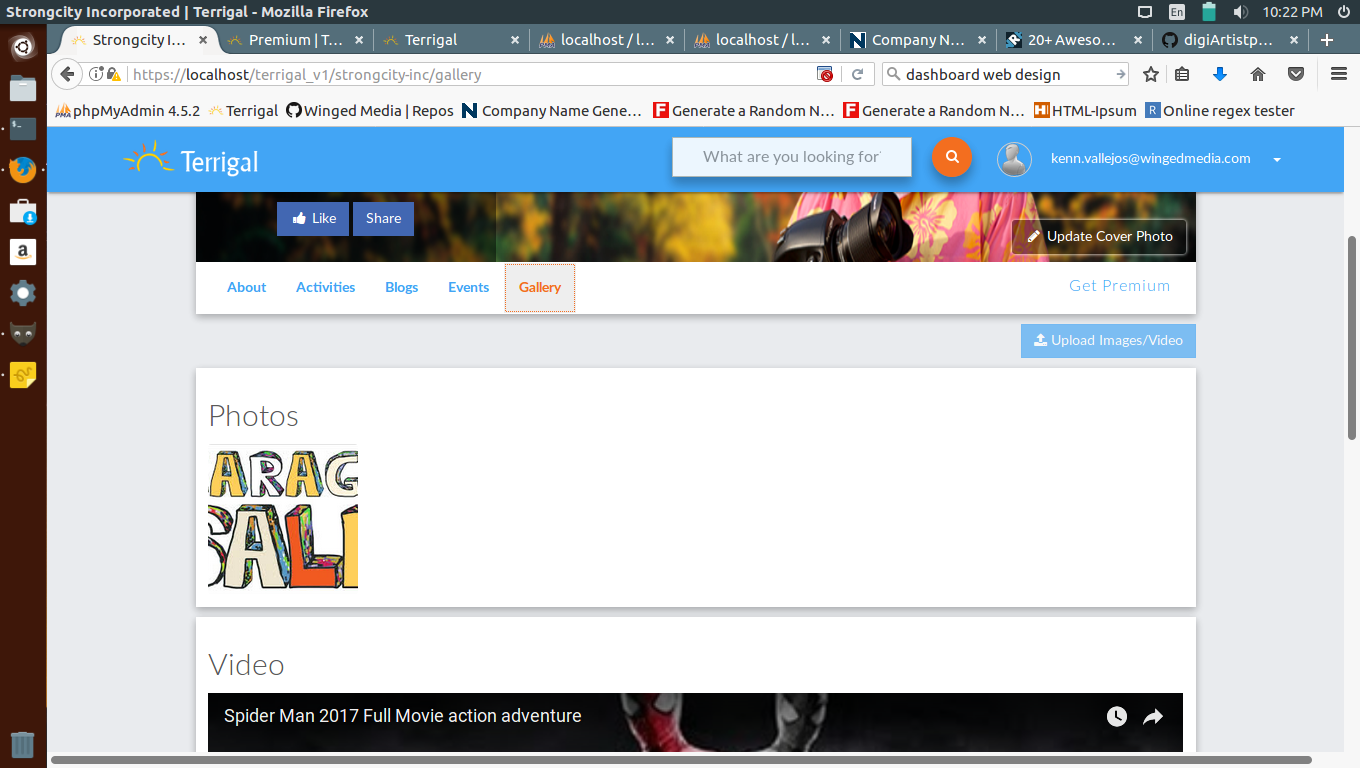 Strongcity Incorporated | Terrigal - Mozilla Firefox
En
10:22 PM
Strongcity I…
Premium | T…
Terrigal
localhost / l…
localhost / l…
Company N…
20+ Aweso…
digiArtistp…
https://localhost/terrigal_v1/strongcity-inc/gallery
dashboard web design
phpMyAdmin 4.5.2
Terrigal
Winged Media | Repos
Company Name Gene…
Generate a Random N…
Generate a Random N…
HTML-Ipsum
Online regex tester
Terrigal
What are you looking for
kenn.vallejos@wingedmedia.com
Like
Share
Update Cover Photo
About
Activities
Blogs
Events
Gallery
Get Premium
Upload Images/Video
Photos
ARAG
SALE
Video
Spider Man 2017 Full Movie action adventure